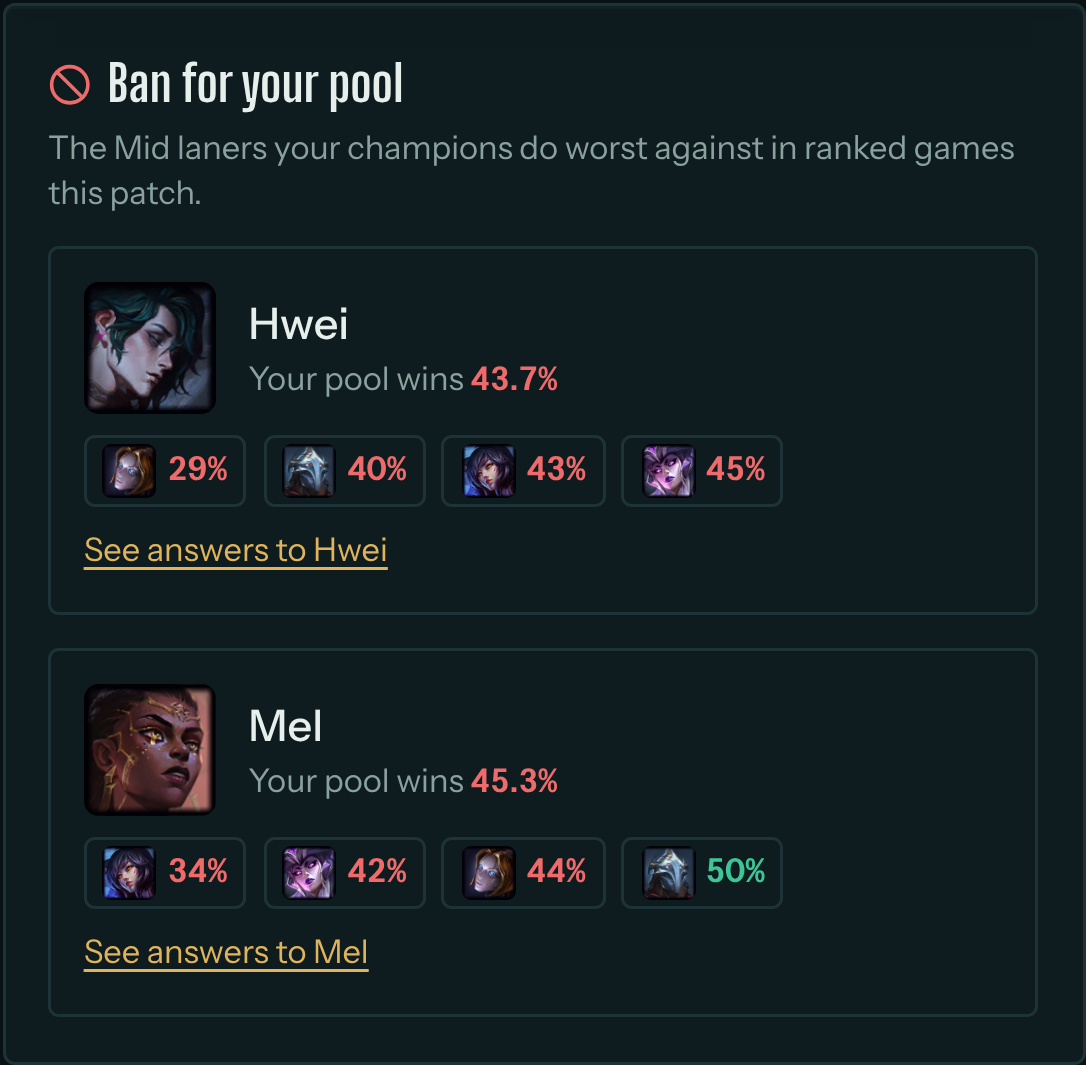 Ban for your pool
The Mid laners your champions do worst against in ranked games
this patch.
Hwei
Your pool wins 43.7%
29% 40% 43% 45%
See answers to Hwei
Mel
Your pool wins 45.3%
34% 42% 44% 50%
See answers to Mel